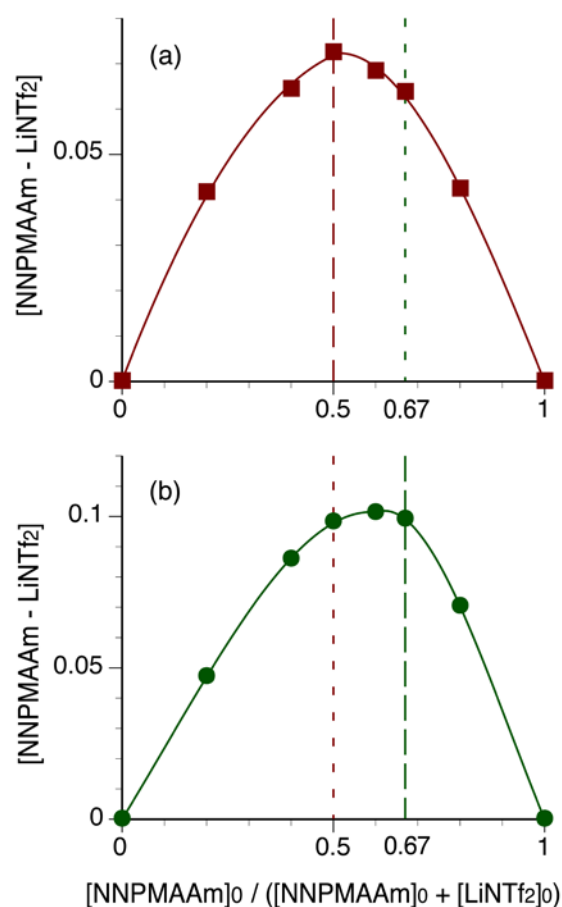 (a)
[NNPMAAm - LiNTf2]
0.05
0
0 0.5 0.67 1
(b)
[NNPMAAm - LiNTf2]
0.1
0.05
0
0 0.5 0.67 1
[NNPMAAm]0 / ([NNPMAAm]0 + [LiNTf2]0)